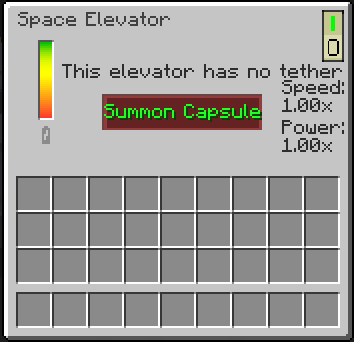 Space Elevator
This elevator has no tether
Summon Capsule
Speed:
1.00x
Power:
1.00x